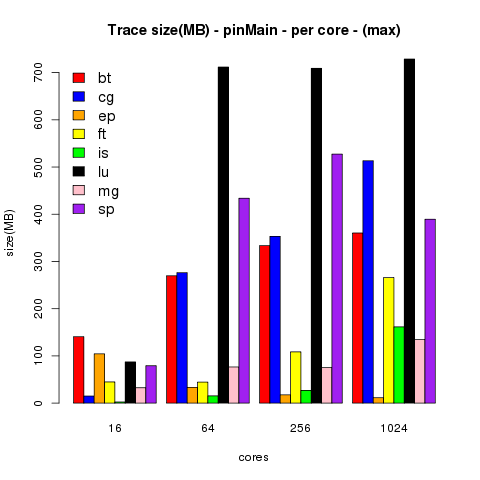 Trace size(MB) - pinMain - per core - (max)
size(MB)
700
600
500
400
300
200
100
0
bt
cg
ep
ft
is
lu
mg
sp
16 64 256 1024
cores